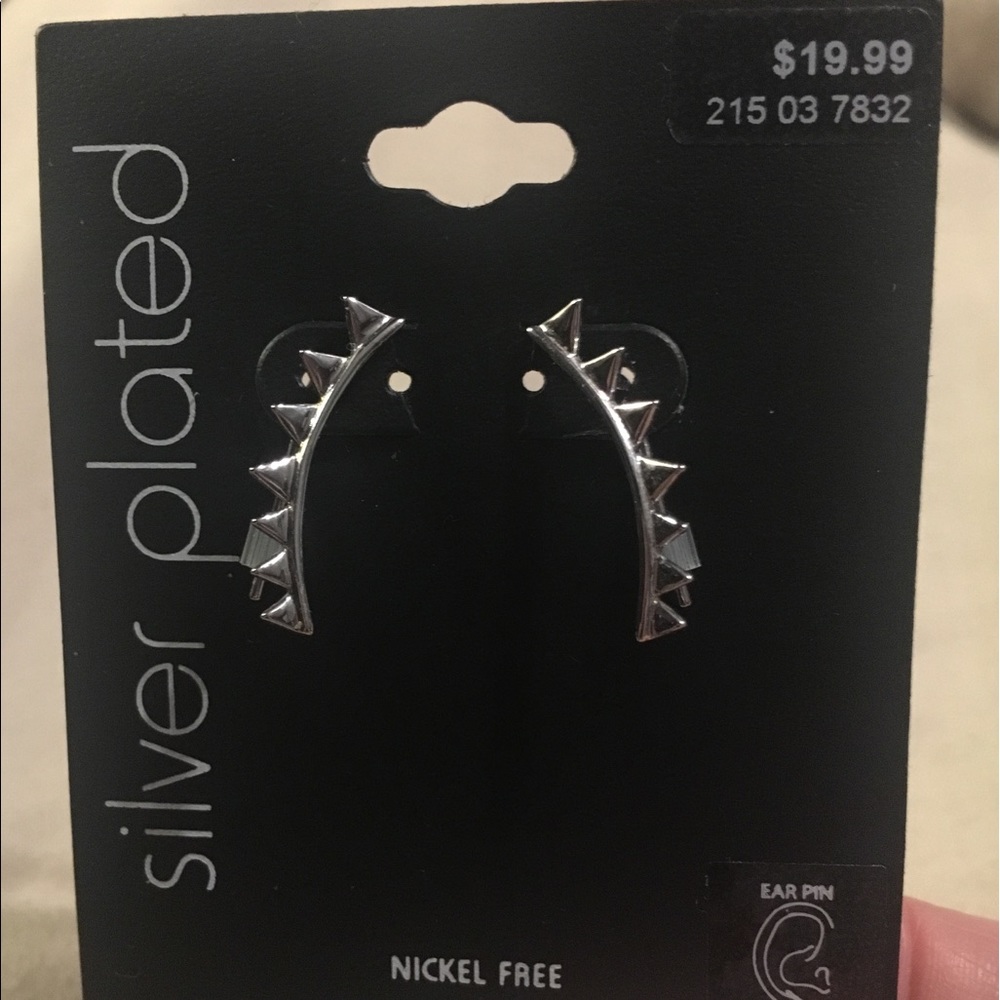 $19.99
215 03 7832
silver plated
EAR PIN
NICKEL FREE